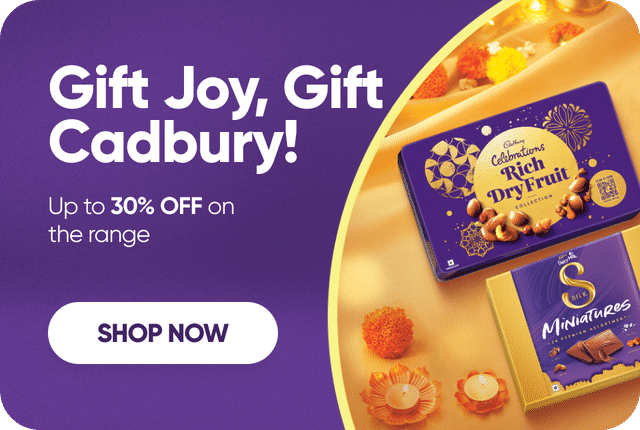 Gift Joy, Gift
Cadbury!
Up to 30% OFF on
the range
SHOP NOW
Cadbury
Celebrations
Rich
Dry Fruit
COLLECTION
S
SILK
MINIATURES